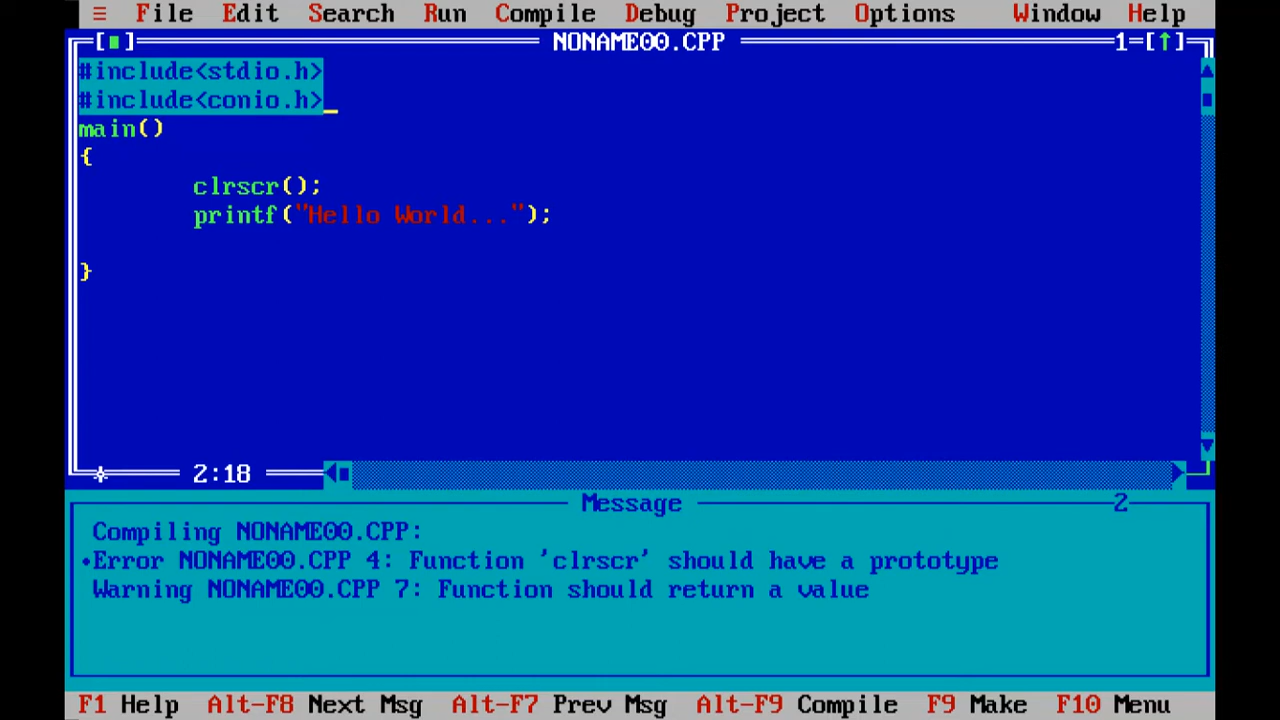 ≡ File Edit Search Run Compile Debug Project Options Window Help
[■] NONAME00.CPP 1=[↑]
#include<stdio.h>
#include<conio.h>
main()
{
clrscr();
printf("Hello World...");
}
2:18
Message 2
Compiling NONAME00.CPP:
•Error NONAME00.CPP 4: Function 'clrscr' should have a prototype
Warning NONAME00.CPP 7: Function should return a value
F1 Help Alt-F8 Next Msg Alt-F7 Prev Msg Alt-F9 Compile F9 Make F10 Menu